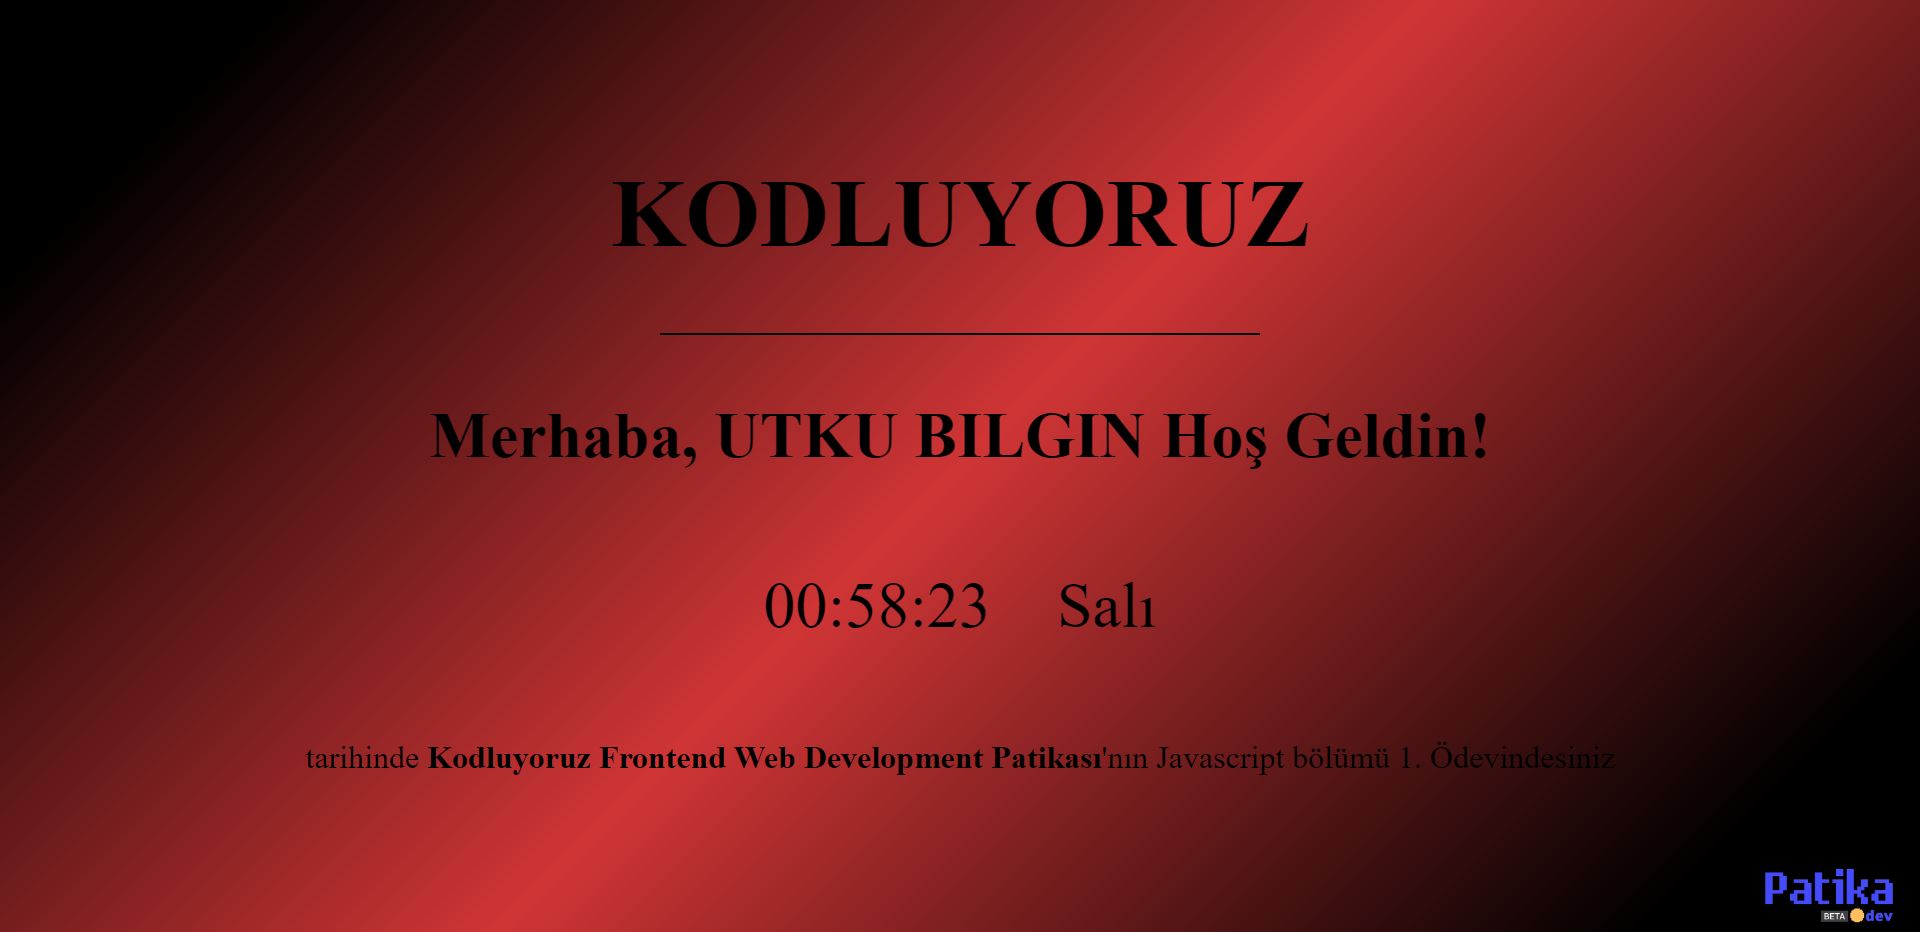 KODLUYORUZ
Merhaba, UTKU BILGIN Hoş Geldin!
00:58:23 Salı
tarihinde Kodluyoruz Frontend Web Development Patikası'nın Javascript bölümü 1. Ödevindesiniz
Patika
BETA dev